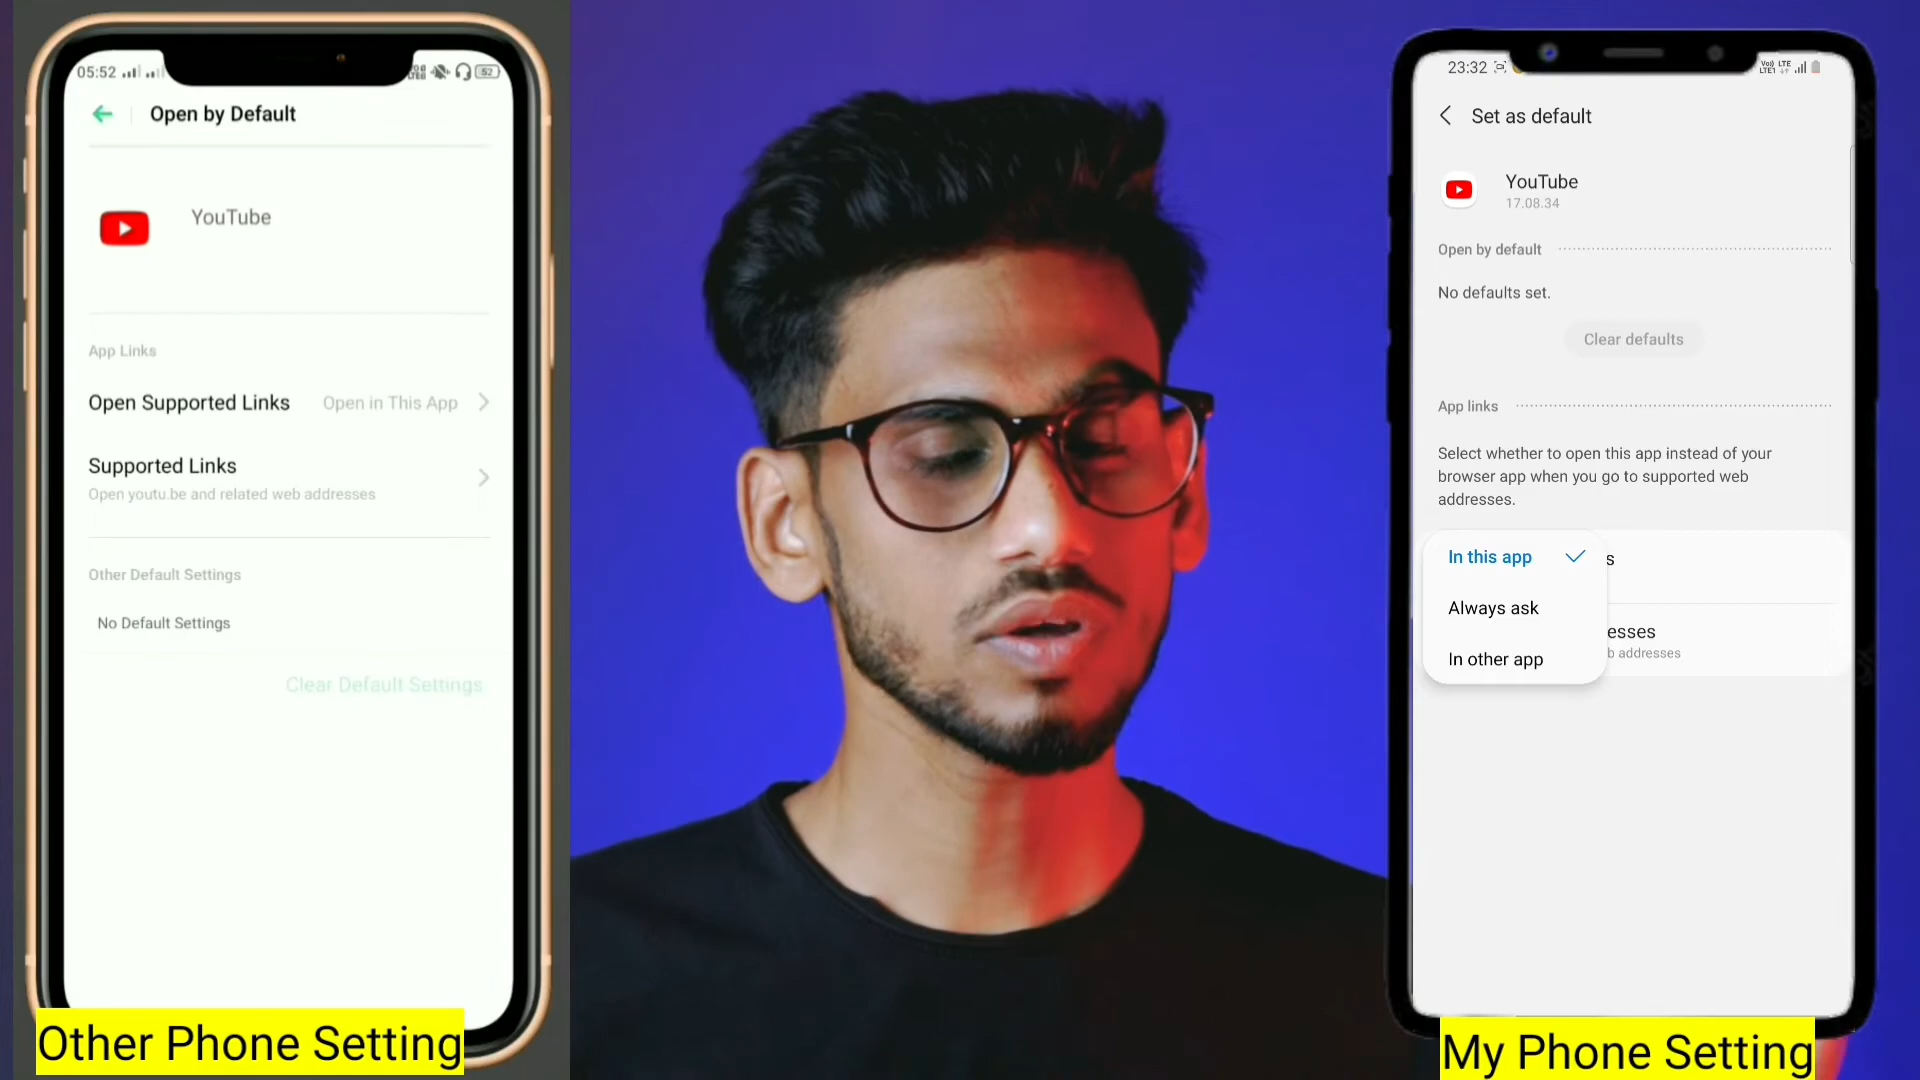 05:52
52
Open by Default
YouTube
App Links
Open Supported Links Open in This App
Supported Links
Open youtu.be and related web addresses
Other Default Settings
No Default Settings
Clear Default Settings
Other Phone Setting
23:32
Set as default
YouTube
17.08.34
Open by default
No defaults set.
Clear defaults
App links
Select whether to open this app instead of your
browser app when you go to supported web
addresses.
In this app
s
Always ask
esses
b addresses
In other app
My Phone Setting